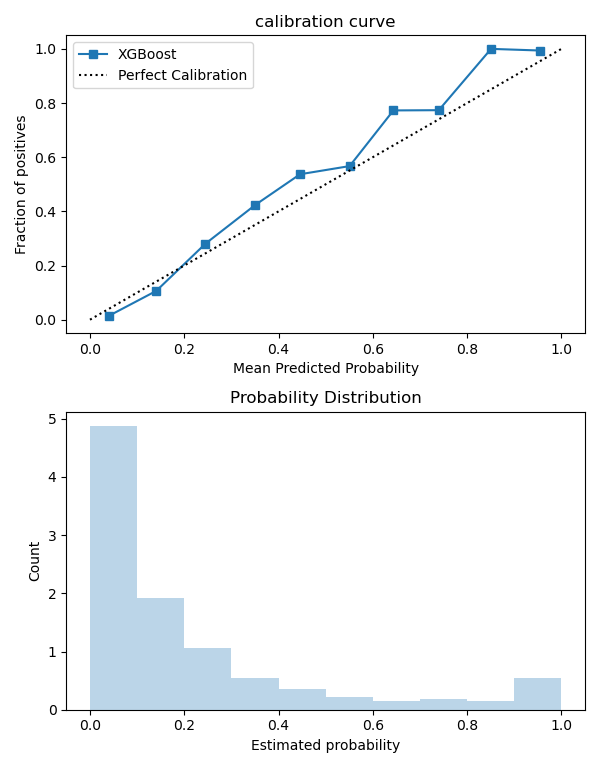 calibration curve
XGBoost
Perfect Calibration
1.0
0.8
0.6
0.4
0.2
0.0
Fraction of positives
0.0 0.2 0.4 0.6 0.8 1.0
Mean Predicted Probability
Probability Distribution
5
4
3
2
1
0
Count
0.0 0.2 0.4 0.6 0.8 1.0
Estimated probability